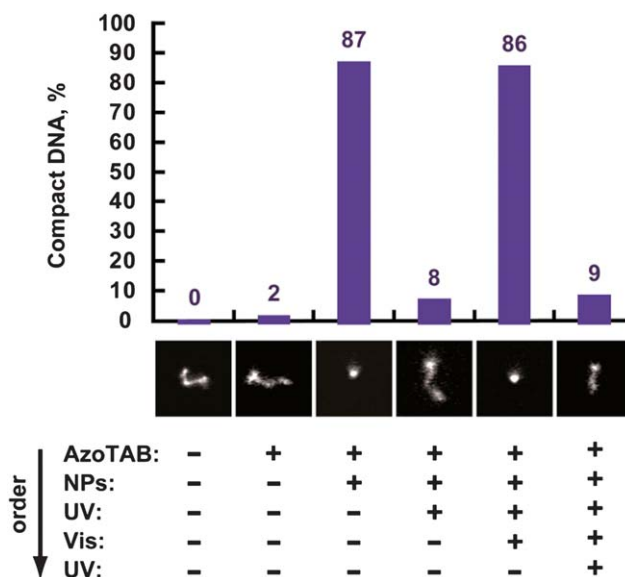 Compact DNA, %
100
90
80
70
60
50
40
30
20
10
0
0
2
87
8
86
9
order
AzoTAB: - + + + + +
NPs: - - + + + +
UV: - - - + + +
Vis: - - - - + +
UV: - - - - - +